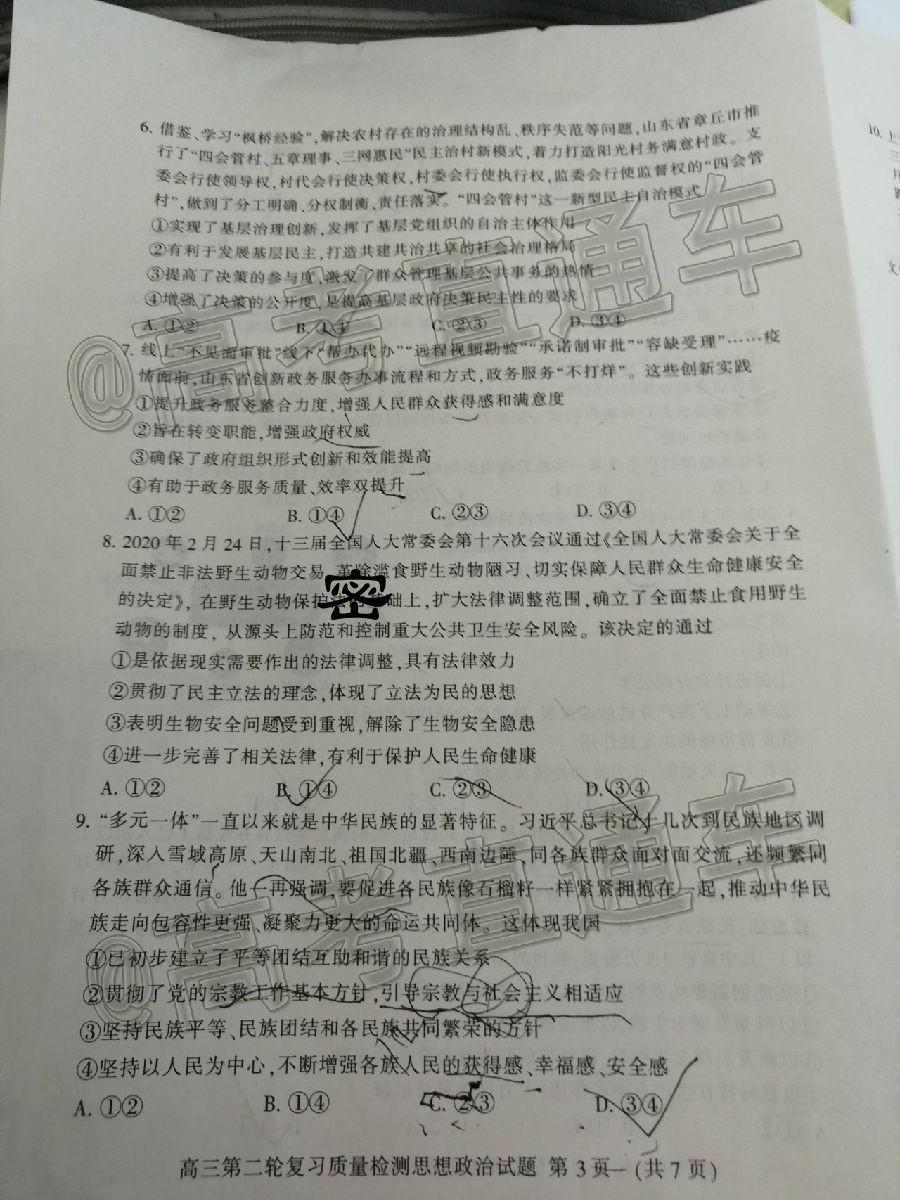 6. 借鉴、学习“枫桥经验”,解决农村存在的治理结构乱、秩序失范等问题,山东省章丘市推
行了“四会管村、五章理事、三网惠民”民主治村新模式,着力打造阳光村务满意村政。支
委会行使领导权,村代会行使决策权,村委会行使执行权,监委会行使监督权的“四会管
村”,做到了分工明确、分权制衡、责任落实。“四会管村”这一新型民主自治模式
①实现了基层治理创新,发挥了基层党组织的自治主体作用
②有利于发展基层民主,打造共建共治共享的社会治理格局
③提高了决策的参与度,激发了群众管理基层公共事务的热情
④增强了决策的公开度,是提高基层政府决策民主性的要求
A. ①② B. ①④ C. ②③ D. ③④
7. 线上“不见面审批”线下“帮办代办”“远程视频勘验”“承诺制审批”“容缺受理”……疫
情面前,山东省创新政务服务办事流程和方式,政务服务“不打烊”。这些创新实践
①提升政务服务整合力度,增强人民群众获得感和满意度
②旨在转变职能,增强政府权威
③确保了政府组织形式创新和效能提高
④有助于政务服务质量、效率双提升
A. ①② B. ①④ C. ②③ D. ③④
8. 2020 年 2 月 24 日,十三届全国人大常委会第十六次会议通过《全国人大常委会关于全
面禁止非法野生动物交易、革除滥食野生动物陋习、切实保障人民群众生命健康安全
的决定》,在野生动物保护法的基础上,扩大法律调整范围,确立了全面禁止食用野生
密
动物的制度,从源头上防范和控制重大公共卫生安全风险。该决定的通过
①是依据现实需要作出的法律调整,具有法律效力
②贯彻了民主立法的理念,体现了立法为民的思想
③表明生物安全问题受到重视,解除了生物安全隐患
④进一步完善了相关法律,有利于保护人民生命健康
A. ①② B. ①④ C. ②③ D. ③④
9. “多元一体”一直以来就是中华民族的显著特征。习近平总书记十几次到民族地区调
研,深入雪域高原、天山南北、祖国北疆、西南边陲,同各族群众面对面交流,还频繁同
各族群众通信。他一再强调,要促进各民族像石榴籽一样紧紧拥抱在一起,推动中华民
族走向包容性更强、凝聚力更大的命运共同体。这体现我国
①已初步建立了平等团结互助和谐的民族关系
②贯彻了党的宗教工作基本方针,引导宗教与社会主义相适应
③坚持民族平等、民族团结和各民族共同繁荣的方针
④坚持以人民为中心,不断增强各族人民的获得感、幸福感、安全感
A. ①② B. ①④ C. ②③ D. ③④
高三第二轮复习质量检测思想政治试题 第 3 页 (共 7 页)
10. 上
三
月
@高考直通车
@高考直通车